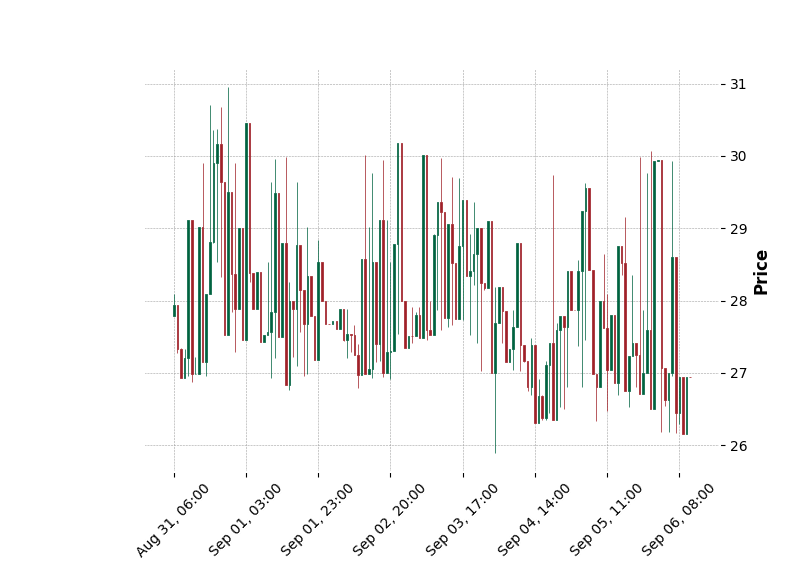 31
30
29
28
27
26
Price
Aug 31, 06:00
Sep 01, 03:00
Sep 01, 23:00
Sep 02, 20:00
Sep 03, 17:00
Sep 04, 14:00
Sep 05, 11:00
Sep 06, 08:00